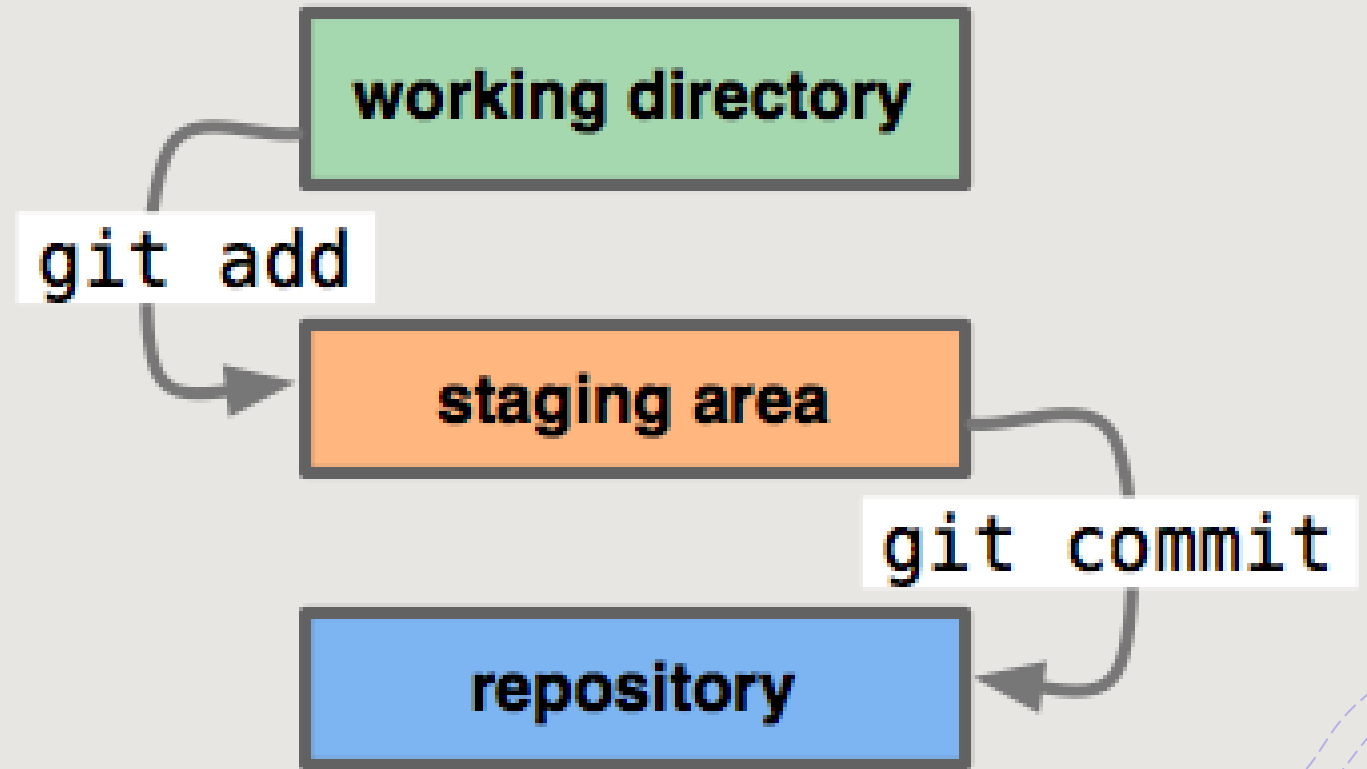 working directory
git add
staging area
git commit
repository